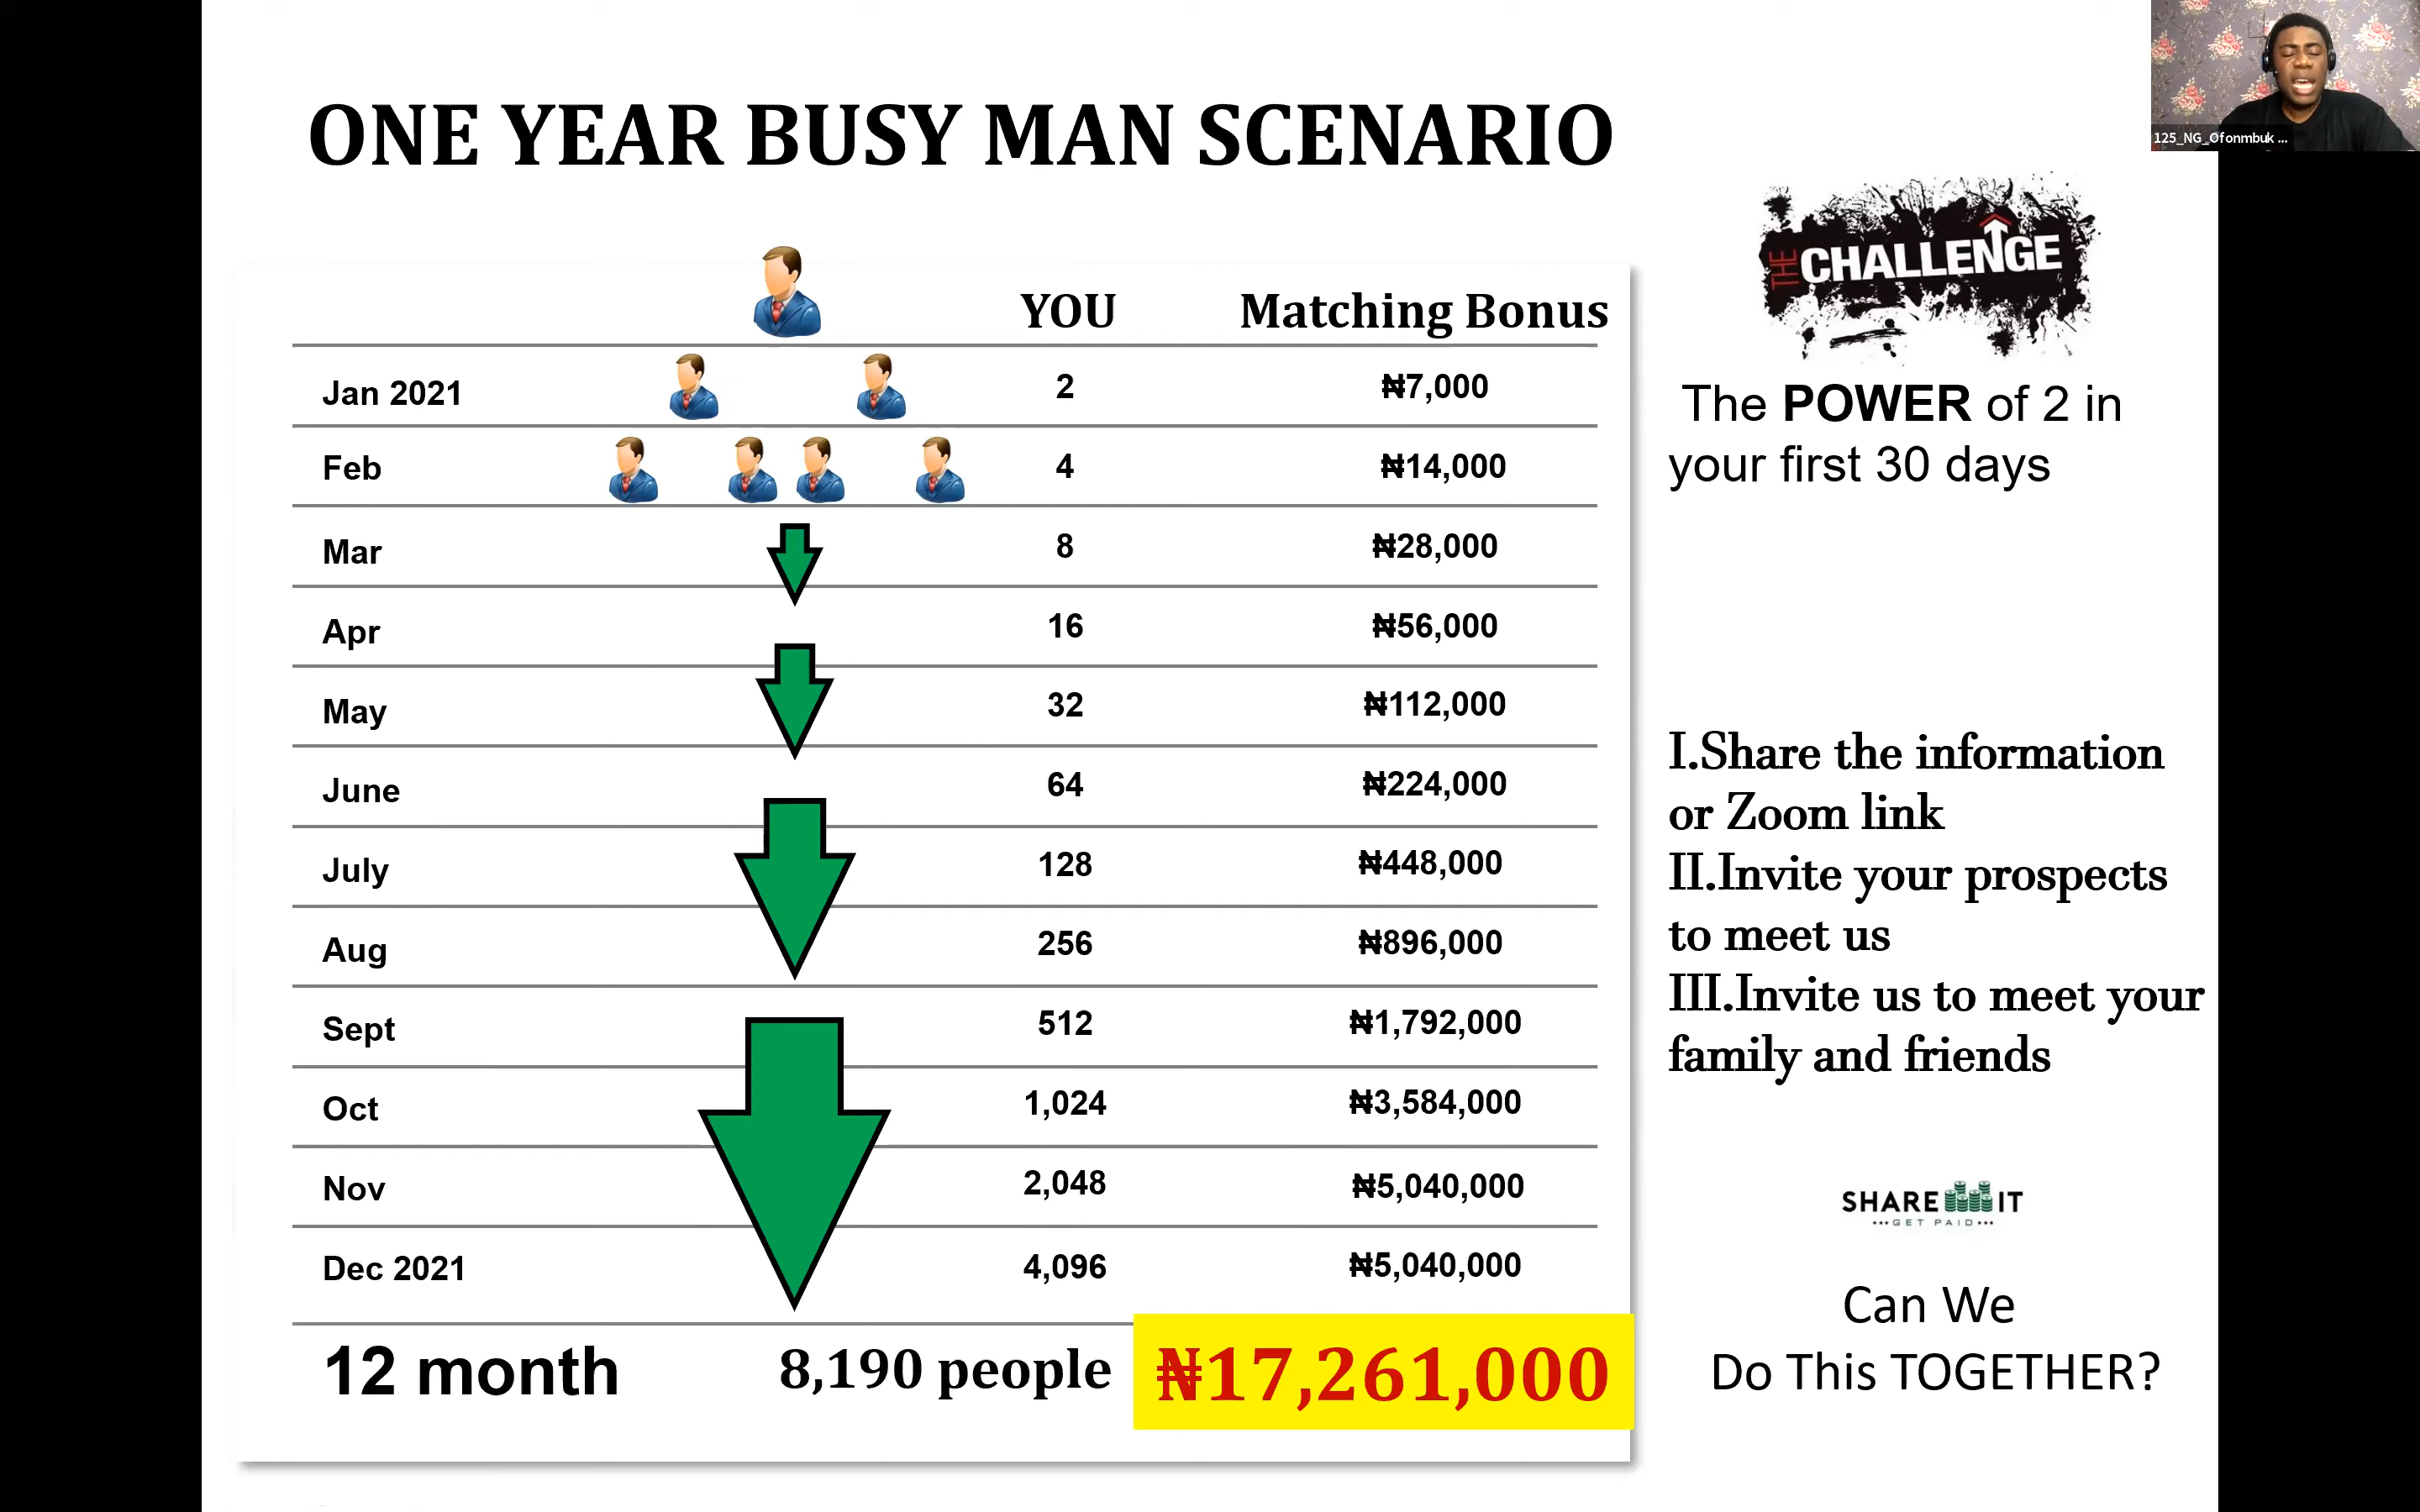 125_NG_Ofonmbuk ...
ONE YEAR BUSY MAN SCENARIO
THE CHALLENGE
YOU Matching Bonus
Jan 2021 2 ₦7,000
Feb 4 ₦14,000
Mar 8 ₦28,000
Apr 16 ₦56,000
May 32 ₦112,000
June 64 ₦224,000
July 128 ₦448,000
Aug 256 ₦896,000
Sept 512 ₦1,792,000
Oct 1,024 ₦3,584,000
Nov 2,048 ₦5,040,000
Dec 2021 4,096 ₦5,040,000
12 month 8,190 people ₦17,261,000
The POWER of 2 in
your first 30 days
I.Share the information
or Zoom link
II.Invite your prospects
to meet us
III.Invite us to meet your
family and friends
SHARE IT
GET PAID
Can We
Do This TOGETHER?